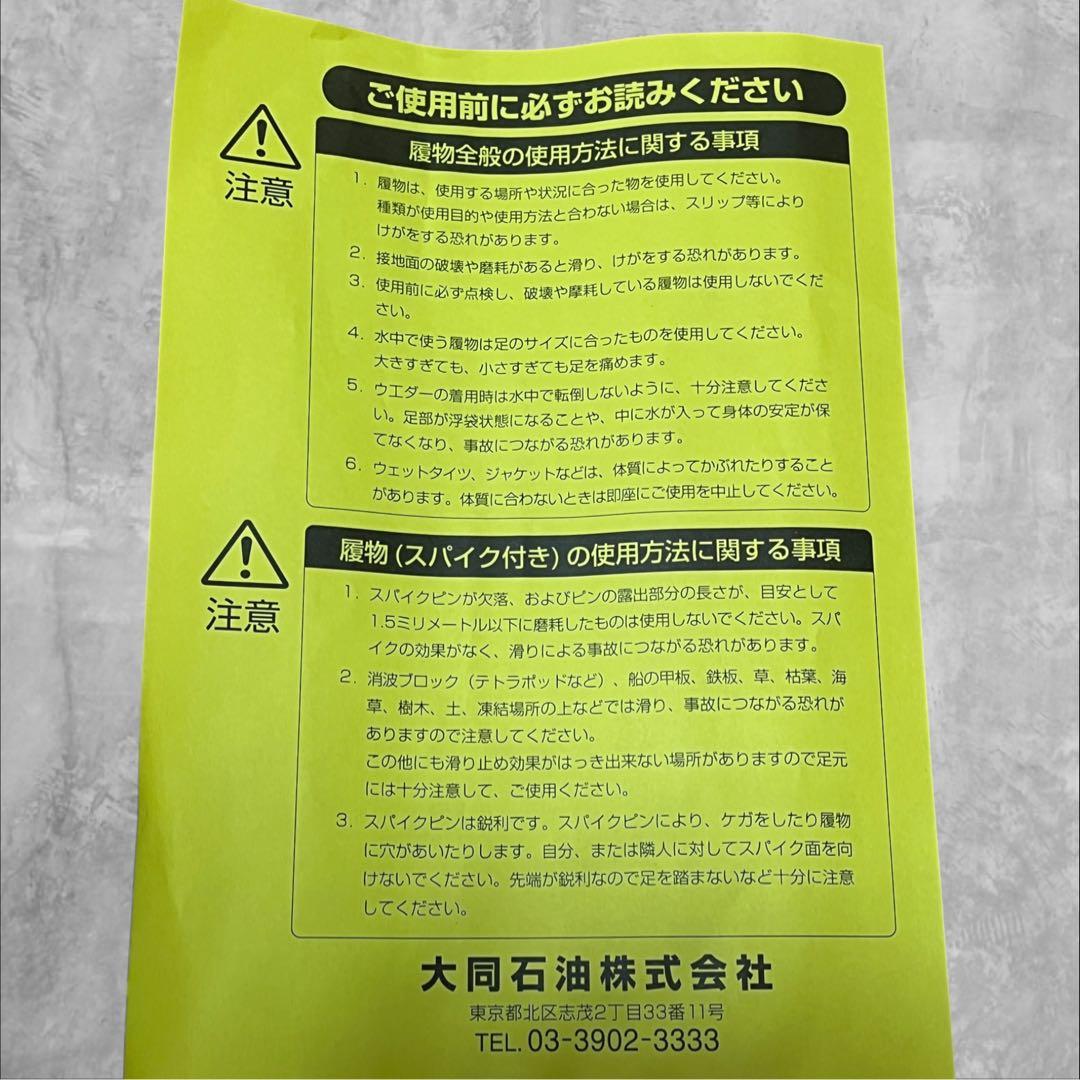 ご使用前に必ずお読みください
注意
履物全般の使用方法に関する事項
1. 履物は、使用する場所や状況に合った物を使用してください。
種類が使用目的や使用方法と合わない場合は、スリップ等により
けがをする恐れがあります。
2. 接地面の破壊や磨耗があると滑り、けがをする恐れがあります。
3. 使用前に必ず点検し、破壊や摩耗している履物は使用しないでくだ
さい。
4. 水中で使う履物は足のサイズに合ったものを使用してください。
大きすぎても、小さすぎても足を痛めます。
5. ウエダーの着用時は水中で転倒しないように、十分注意してくださ
い。足部が浮袋状態になることや、中に水が入って身体の安定が保
てなくなり、事故につながる恐れがあります。
6. ウェットタイツ、ジャケットなどは、体質によってかぶれたりすること
があります。体質に合わないときは即座にご使用を中止してください。
注意
履物(スパイク付き)の使用方法に関する事項
1. スパイクピンが欠落、およびピンの露出部分の長さが、目安として
1.5ミリメートル以下に磨耗したものは使用しないでください。スパ
イクの効果がなく、滑りによる事故につながる恐れがあります。
2. 消波ブロック(テトラポッドなど)、船の甲板、鉄板、草、枯葉、海
草、樹木、土、凍結場所の上などでは滑り、事故につながる恐れが
ありますので注意してください。
この他にも滑り止め効果がはっき出来ない場所がありますので足元
には十分注意して、ご使用ください。
3. スパイクピンは鋭利です。スパイクピンにより、ケガをしたり履物
に穴があいたりします。自分、または隣人に対してスパイク面を向
けないでください。先端が鋭利なので足を踏まないなど十分に注意
してください。
大同石油株式会社
東京都北区志茂2丁目33番11号
TEL. 03-3902-3333